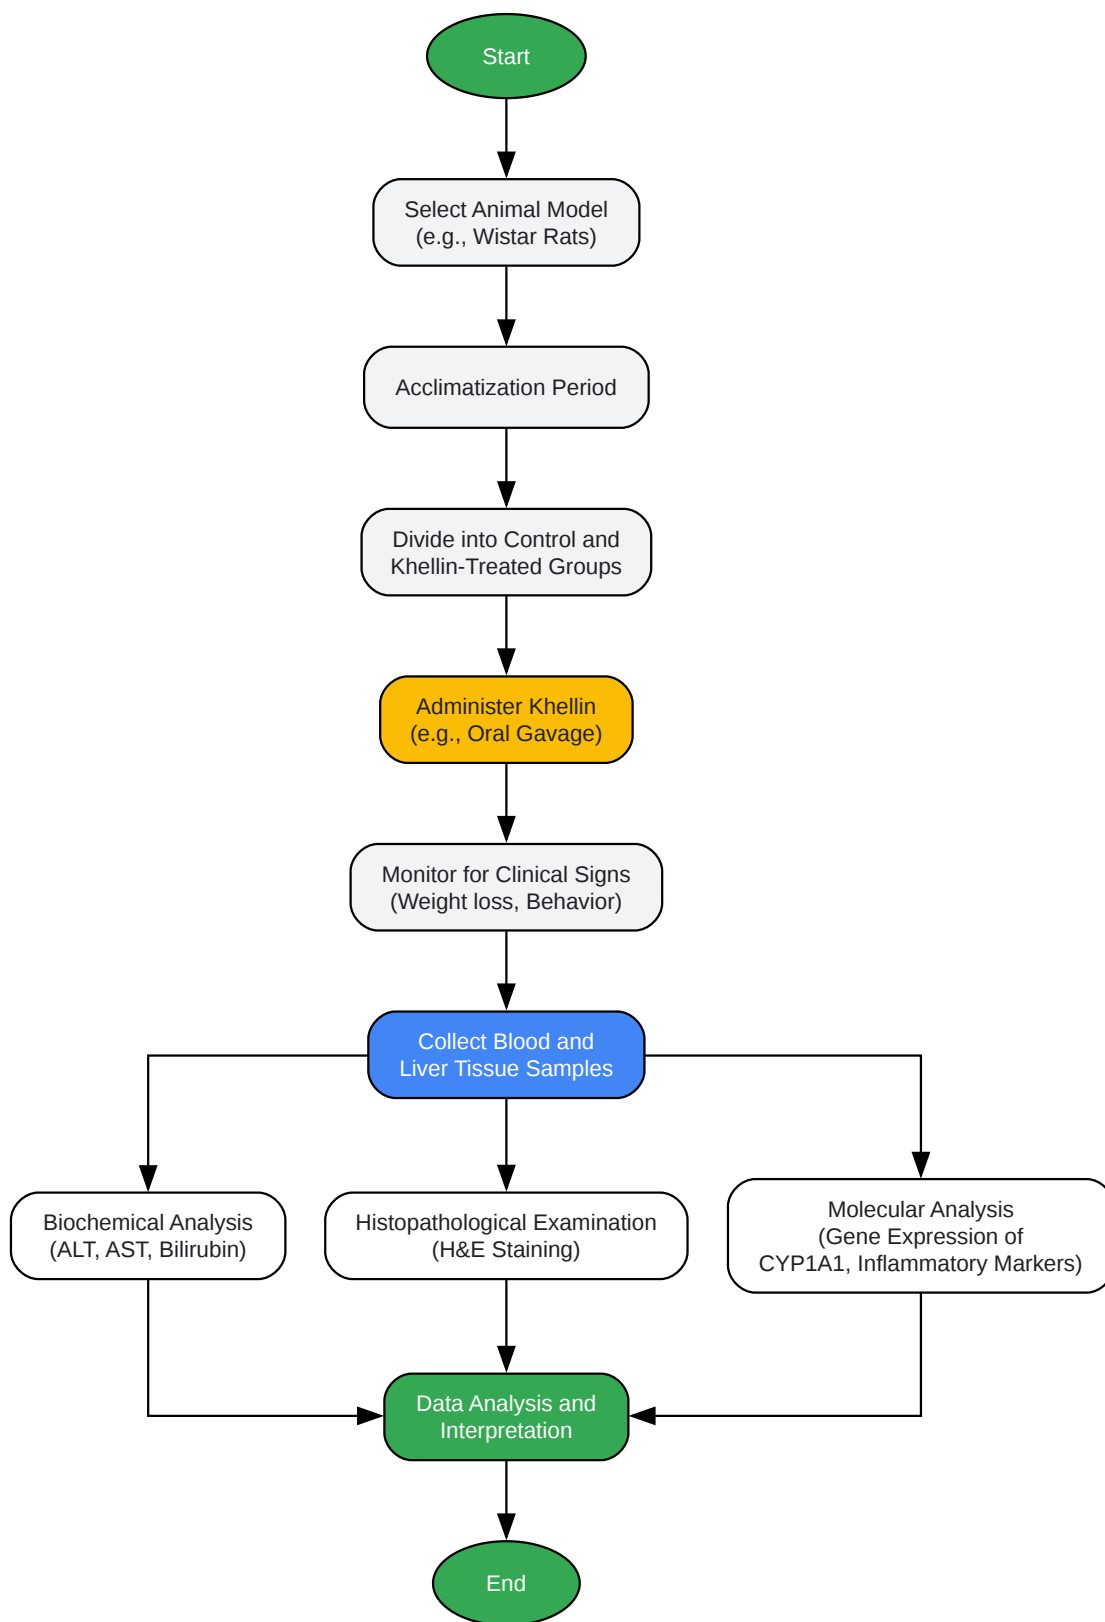 Start
Select Animal Model
(e.g., Wistar Rats)
Acclimatization Period
Divide into Control and
Khellin-Treated Groups
Administer Khellin
(e.g., Oral Gavage)
Monitor for Clinical Signs
(Weight loss, Behavior)
Collect Blood and
Liver Tissue Samples
Biochemical Analysis
(ALT, AST, Bilirubin)
Histopathological Examination
(H&E Staining)
Molecular Analysis
(Gene Expression of
CYP1A1, Inflammatory Markers)
Data Analysis and
Interpretation
End